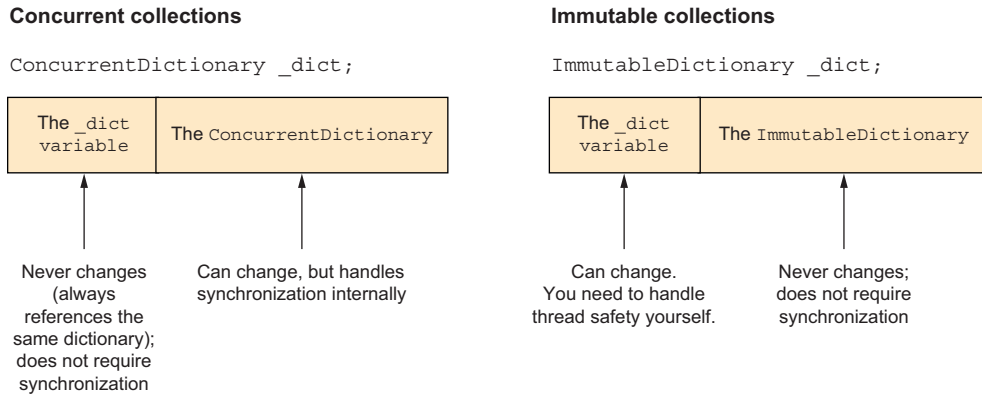 Concurrent collections
ConcurrentDictionary _dict;
The _dict
variable
The ConcurrentDictionary
Never changes
(always
references the
same dictionary);
does not require
synchronization
Can change, but handles
synchronization internally
Immutable collections
ImmutableDictionary _dict;
The _dict
variable
The ImmutableDictionary
Can change.
You need to handle
thread safety yourself.
Never changes;
does not require
synchronization